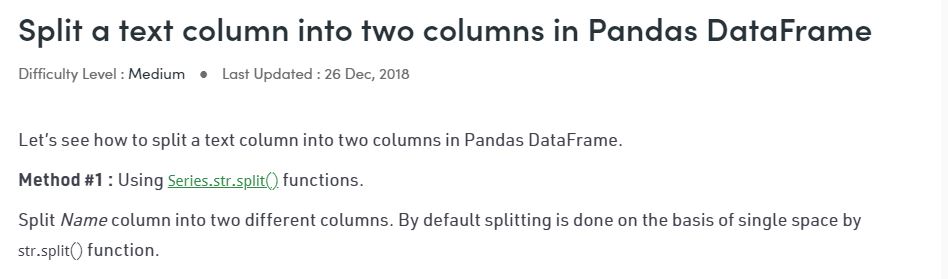 Split a text column into two columns in Pandas DataFrame
Difficulty Level : Medium ● Last Updated : 26 Dec, 2018
Let's see how to split a text column into two columns in Pandas DataFrame.
Method #1 : Using Series.str.split() functions.
Split Name column into two different columns. By default splitting is done on the basis of single space by
str.split() function.